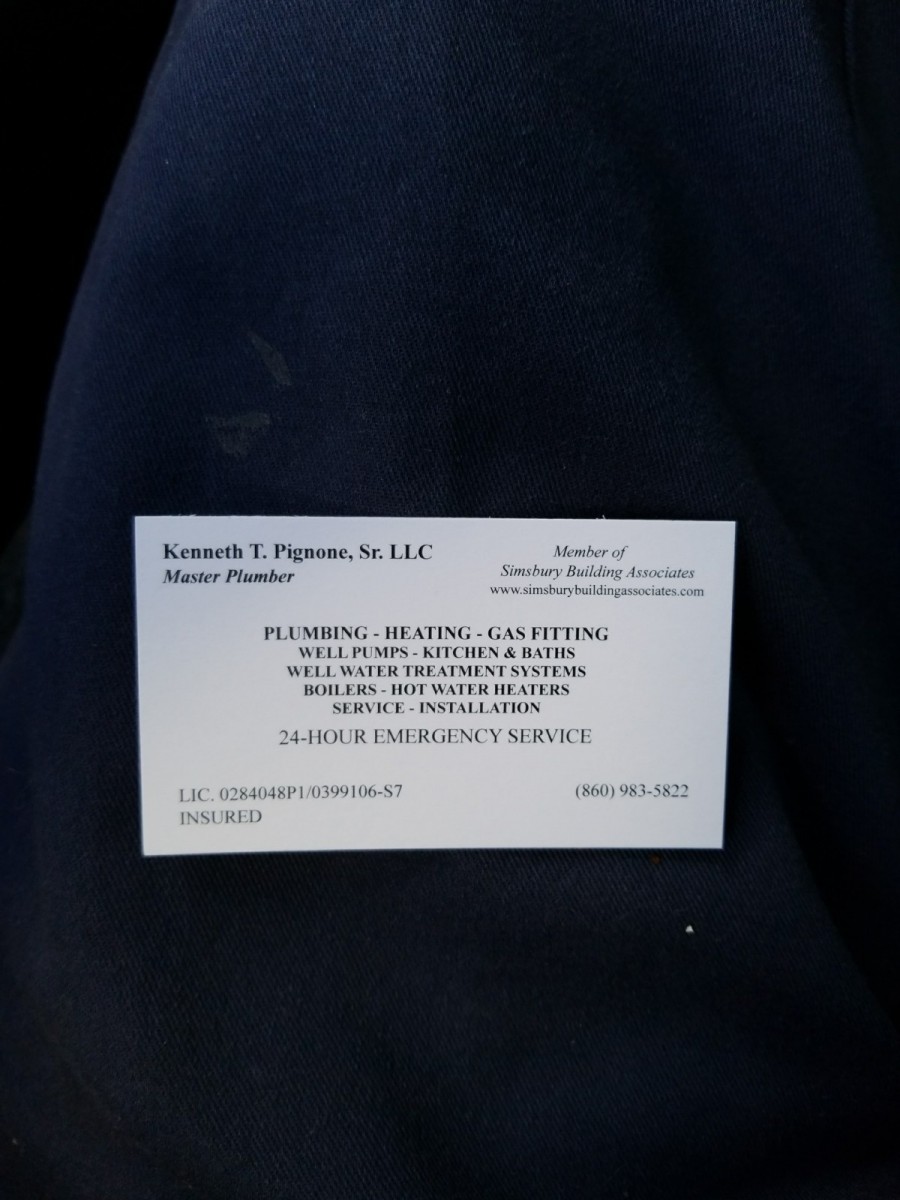 Kenneth T. Pignone, Sr. LLC
Master Plumber
Member of
Simsbury Building Associates
www.simsburybuildingassociates.com
PLUMBING - HEATING - GAS FITTING
WELL PUMPS - KITCHEN & BATHS
WELL WATER TREATMENT SYSTEMS
BOILERS - HOT WATER HEATERS
SERVICE - INSTALLATION
24-HOUR EMERGENCY SERVICE
LIC. 0284048P1/0399106-S7
INSURED
(860) 983-5822